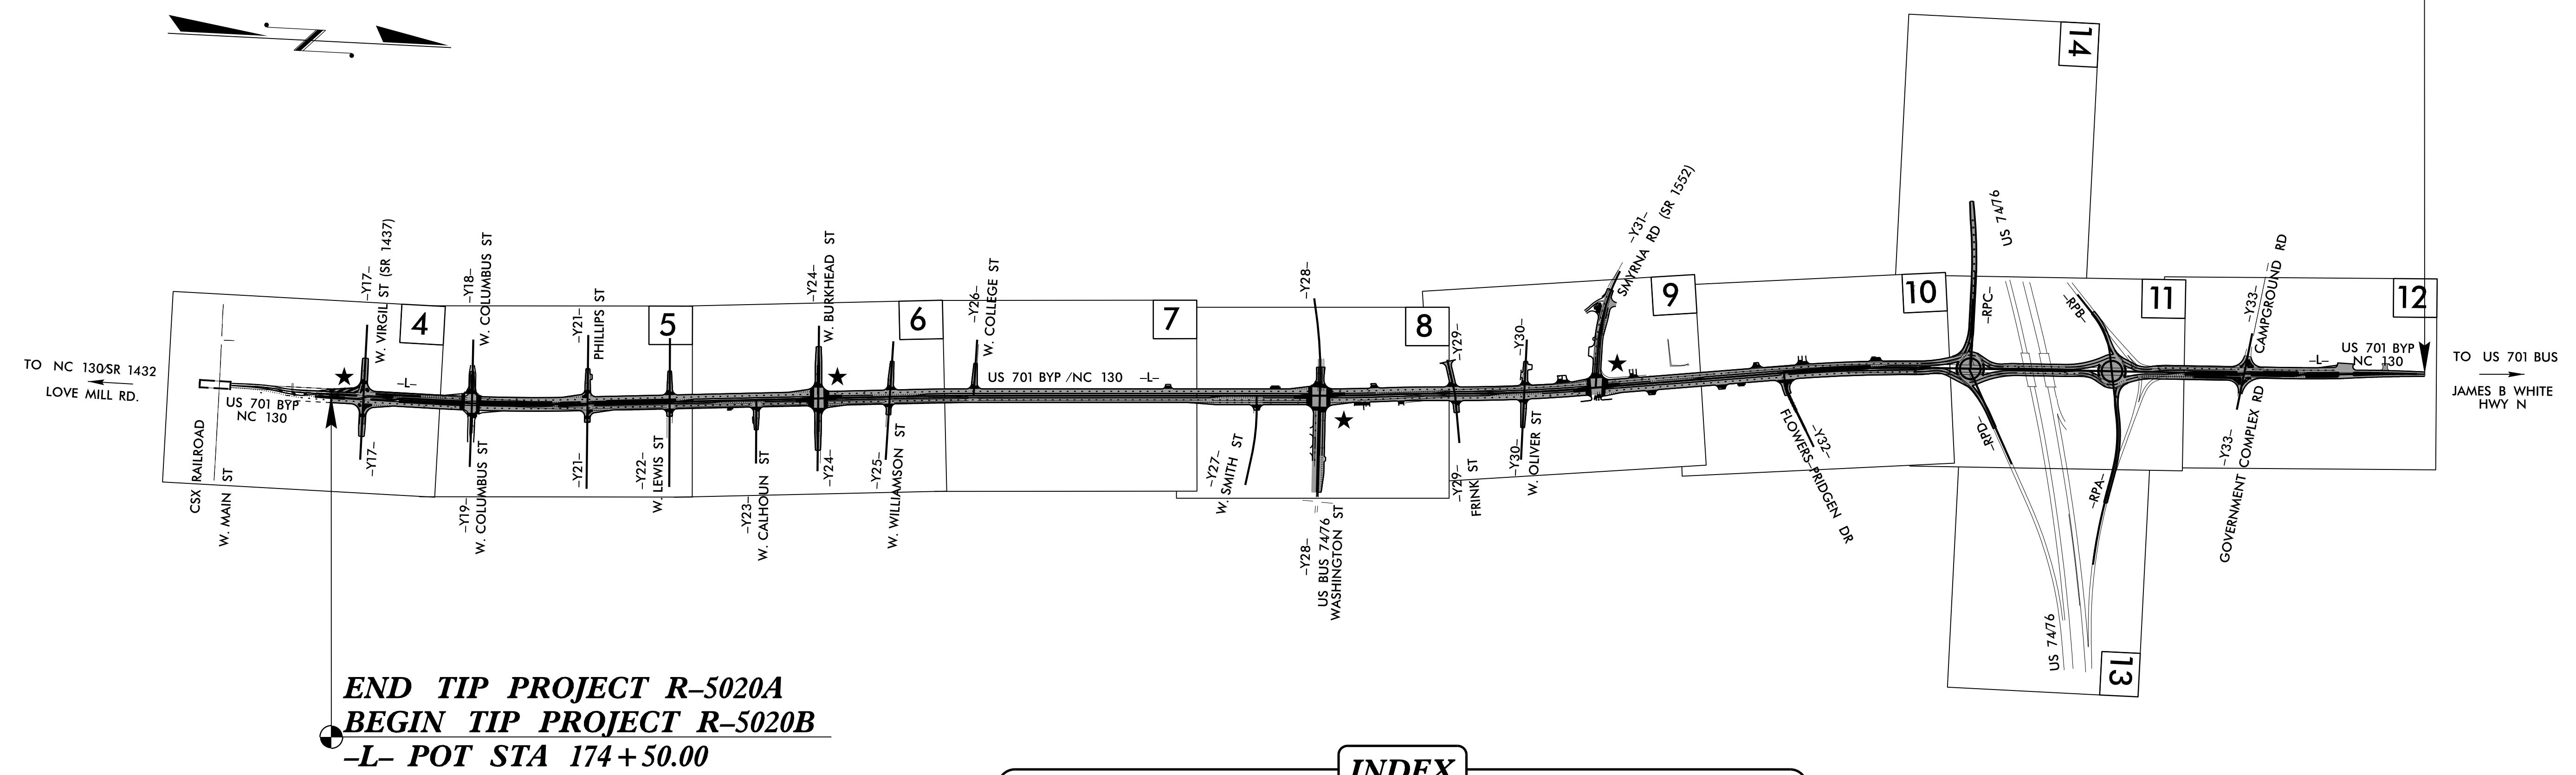 14
4
5
6
7
8
9
10
11
12
13
TO NC 130/SR 1432
LOVE MILL RD.
CSX RAILROAD
W. MAIN ST
US 701 BYP
NC 130
–Y17–
W. VIRGIL ST (SR 1437)
–L–
–Y17–
–Y18–
W. COLUMBUS ST
–Y19–
W. COLUMBUS ST
–Y21–
PHILLIPS ST
–Y21–
–Y22–
W. LEWIS ST
–Y23–
W. CALHOUN ST
–Y24–
W. BURKHEAD ST
–Y24–
–Y25–
W. WILLIAMSON ST
–Y26–
W. COLLEGE ST
US 701 BYP /NC 130 –L–
–Y27–
W. SMITH ST
–Y28–
–Y28–
US BUS 74/76
WASHINGTON ST
–Y29–
–Y29–
FRINK ST
–Y30–
–Y30–
W. OLIVER ST
–Y31–
SMYRNA RD (SR 1552)
–Y32–
FLOWERS-PRIDGEN DR
US 74/76
–RPC–
–RPD–
–RPB–
–RPA–
US 74/76
–Y33–
CAMPGROUND RD
–Y33–
GOVERNMENT COMPLEX RD
–L–
US 701 BYP
NC 130
TO US 701 BUS
JAMES B WHITE
HWY N
END TIP PROJECT R–5020A
BEGIN TIP PROJECT R–5020B
–L– POT STA 174+50.00
INDEX